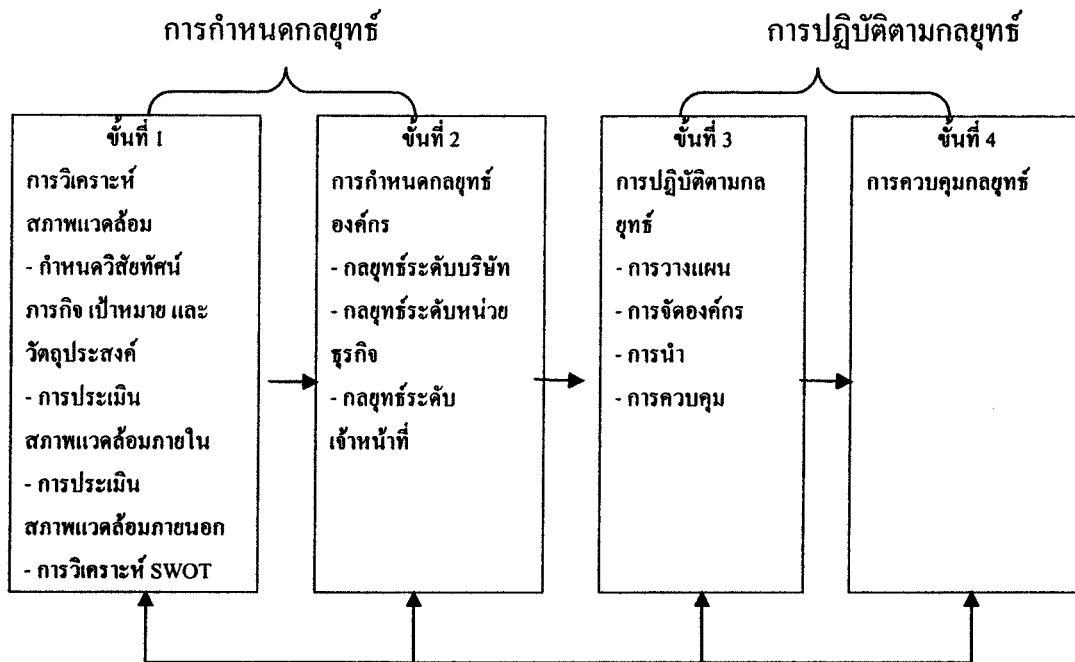 การกำหนดกลยุทธ์
การปฏิบัติตามกลยุทธ์
ขั้นที่ 1
การวิเคราะห์
สภาพแวดล้อม
- กำหนดวิสัยทัศน์
ภารกิจ เป้าหมาย และ
วัตถุประสงค์
- การประเมิน
สภาพแวดล้อมภายใน
- การประเมิน
สภาพแวดล้อมภายนอก
- การวิเคราะห์ SWOT
ขั้นที่ 2
การกำหนดกลยุทธ์
องค์กร
- กลยุทธ์ระดับบริษัท
- กลยุทธ์ระดับหน่วย
ธุรกิจ
- กลยุทธ์ระดับ
เจ้าหน้าที่
ขั้นที่ 3
การปฏิบัติตามกล
ยุทธ์
- การวางแผน
- การจัดองค์กร
- การนำ
- การควบคุม
ขั้นที่ 4
การควบคุมกลยุทธ์